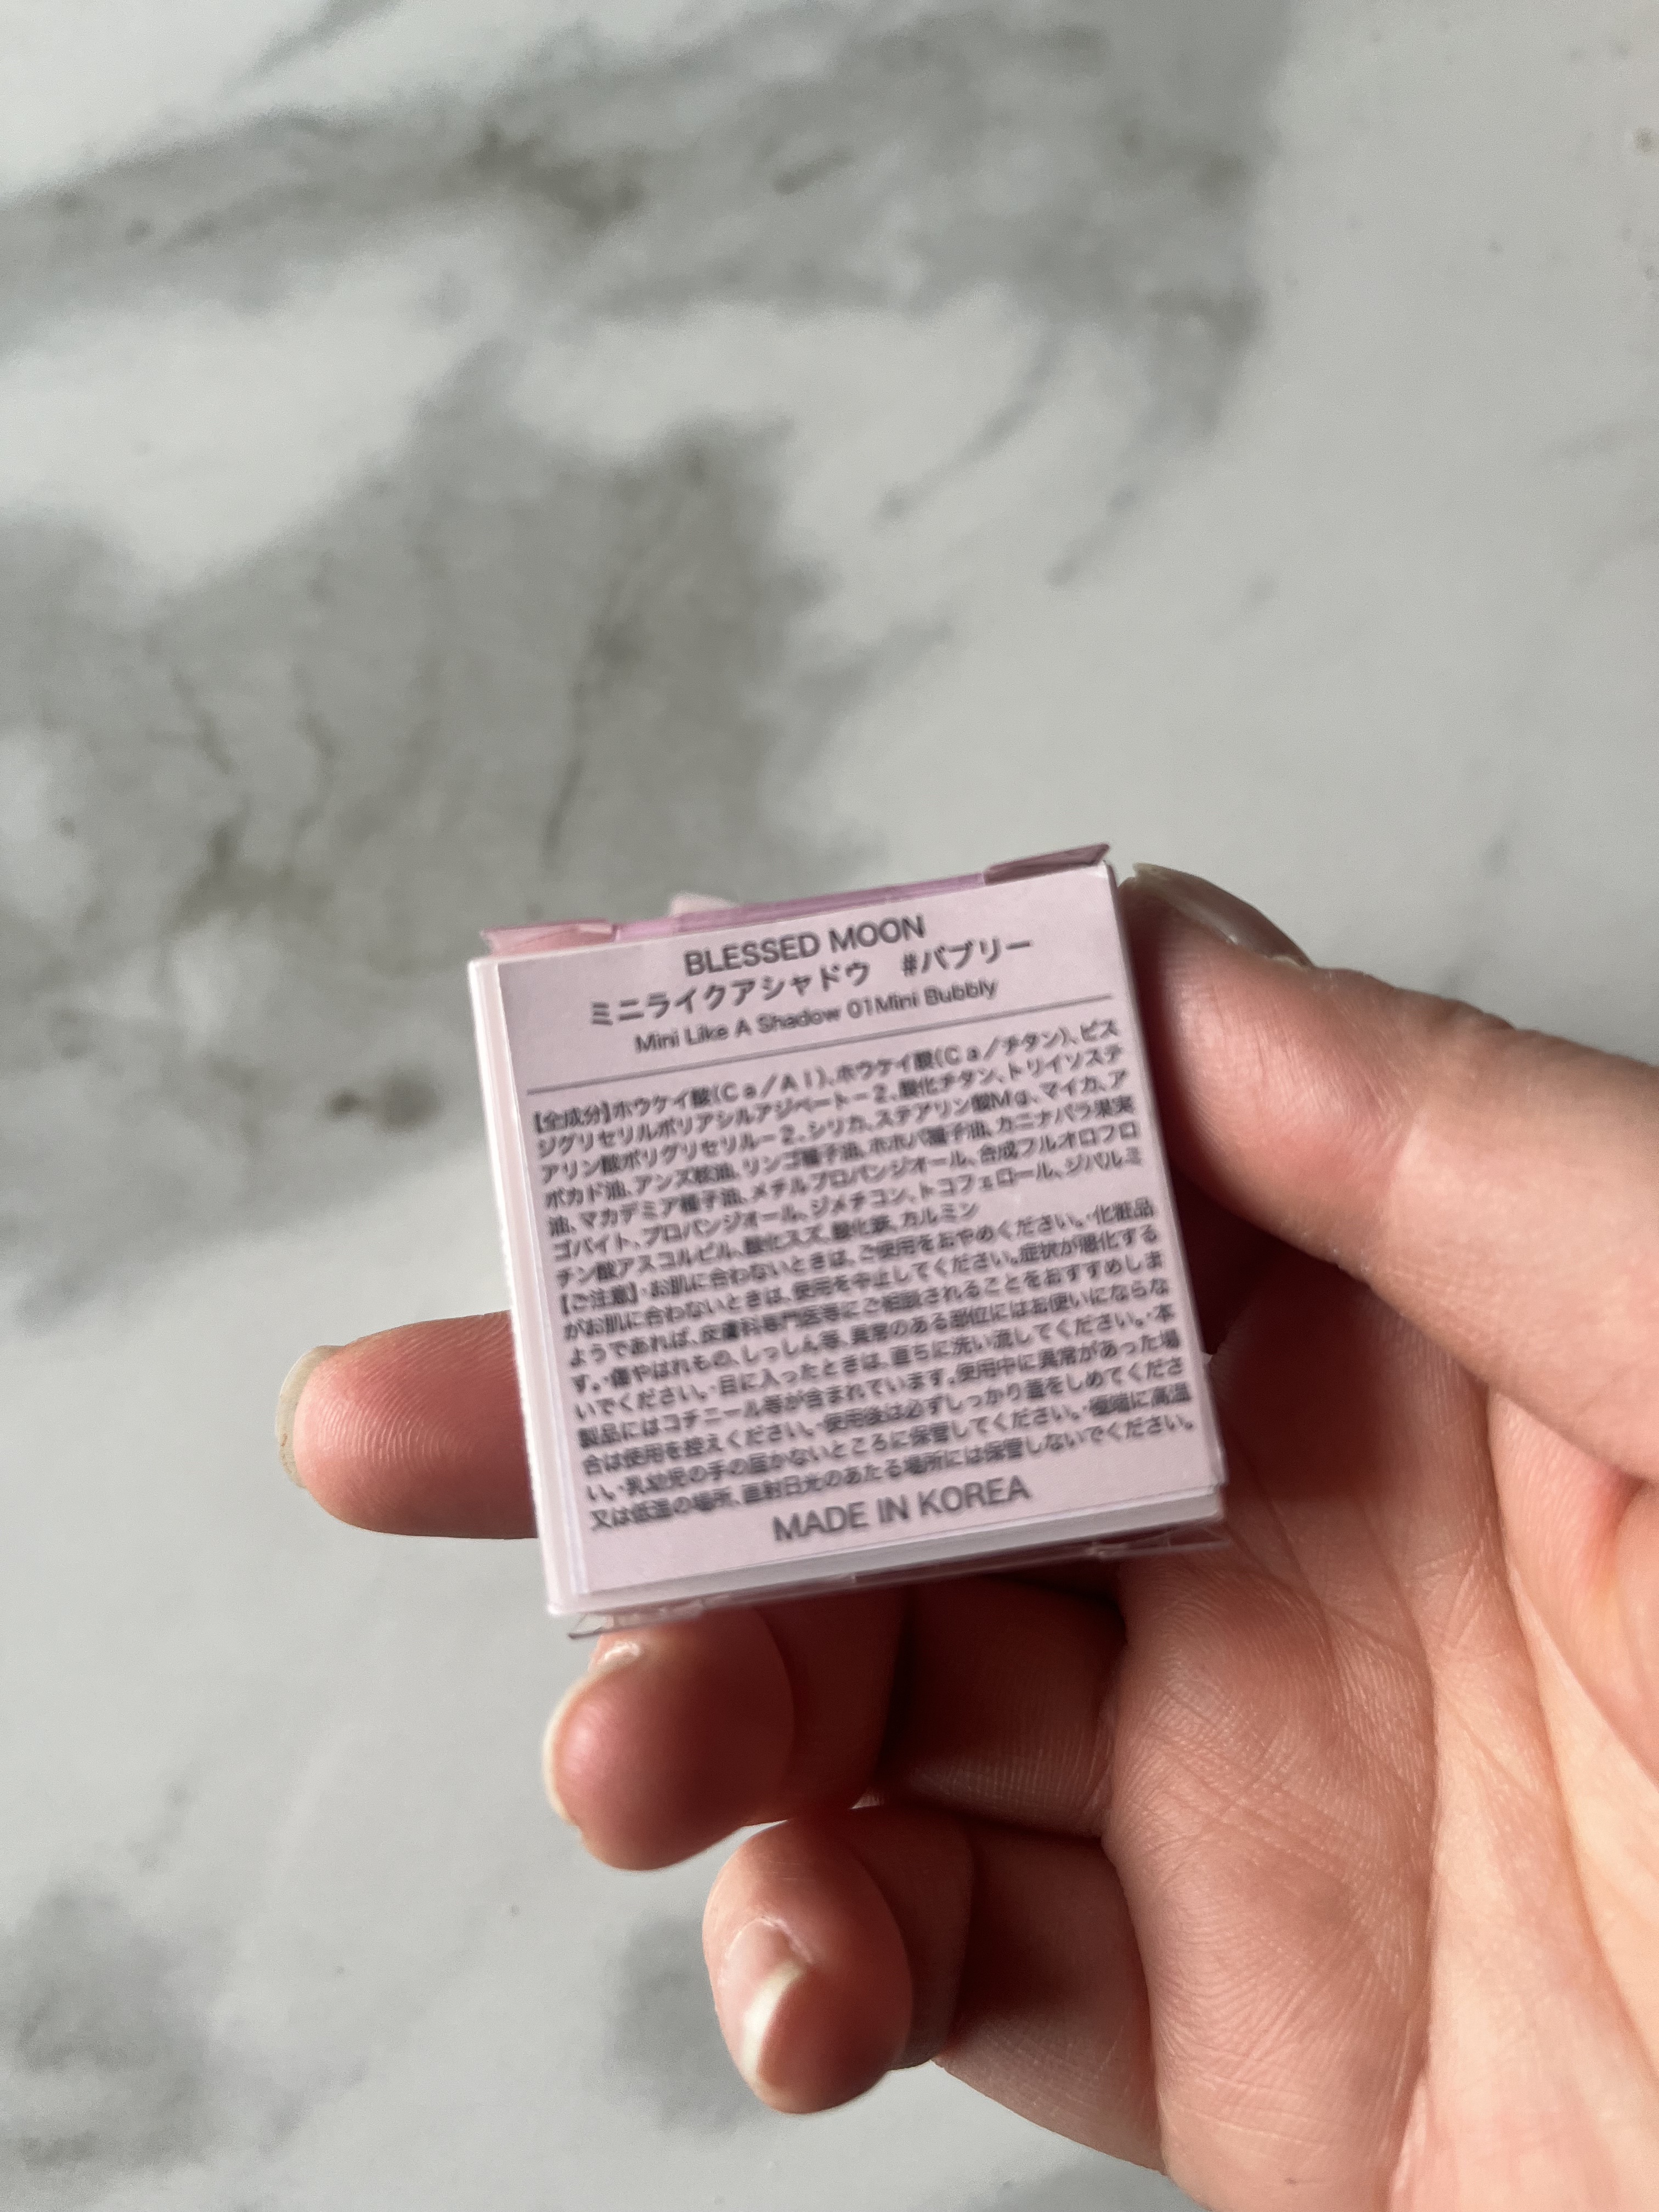 BLESSED MOON
ミニライクアシャドウ #バブリー
Mini Like A Shadow 01Mini Bubbly
【全成分】ホウケイ酸(Ca/Al)、ホウケイ酸(Ca/チタン)、ビス
ジグリセリルポリアシルアジペート-2、酸化チタン、トリイソステ
アリン酸ポリグリセリル-2、シリカ、ステアリン酸Mg、マイカ、ア
ボカド油、アンズ核油、リンゴ種子油、ホホバ種子油、カニナバラ果実
油、マカデミア種子油、メチルプロパンジオール、合成フルオロフロ
ゴパイト、プロパンジオール、ジメチコン、トコフェロール、ジパルミ
チン酸アスコルビル、酸化スズ、酸化鉄、カルミン
【ご注意】・お肌に合わないときは、ご使用をおやめください。・化粧品
がお肌に合わないときは、使用を中止してください。症状が悪化する
ようであれば、皮膚科専門医等にご相談されることをおすすめしま
す。・傷やはれもの、しっしん等、異常のある部位にはお使いにならな
いでください。・目に入ったときは、直ちに洗い流してください。・本
製品にはコチニール等が含まれています。使用中に異常があった場
合は使用を控えください。・使用後は必ずしっかり蓋をしめてくださ
い。・乳幼児の手の届かないところに保管してください。・極端に高温
又は低温の場所、直射日光のあたる場所には保管しないでください。
MADE IN KOREA